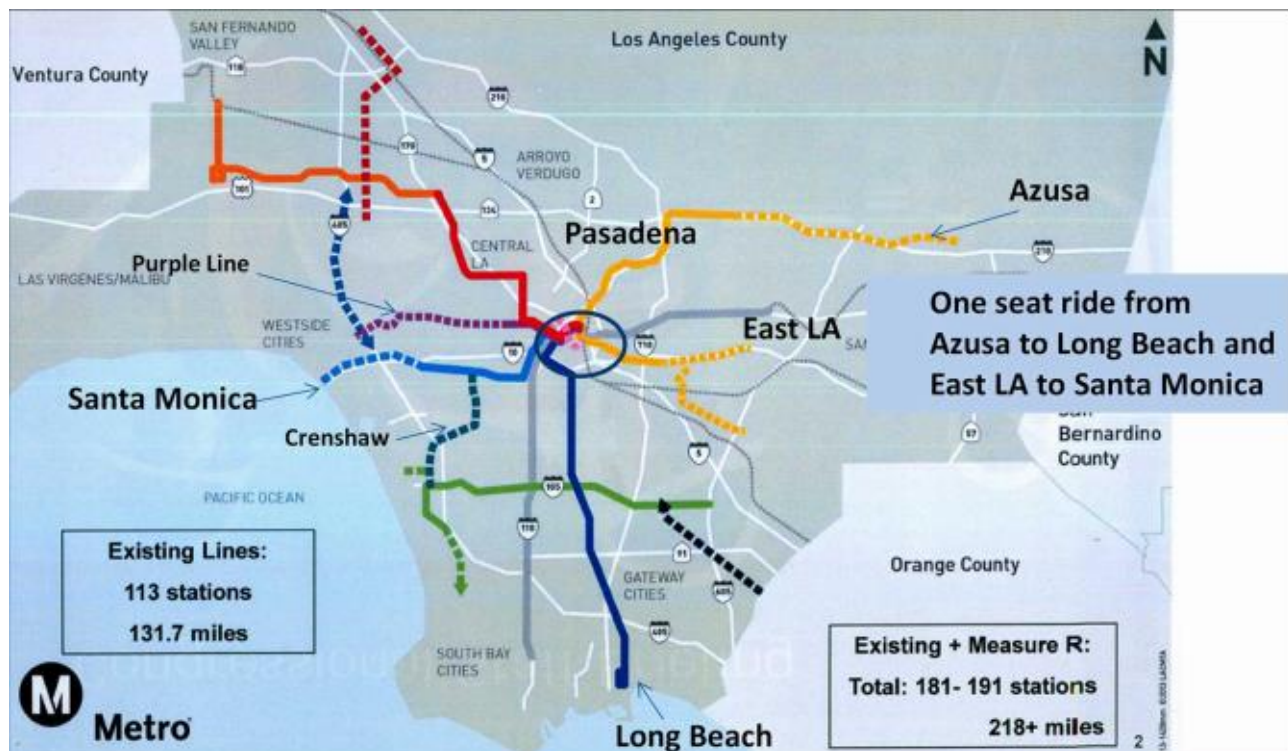 SAN FERNANDO
VALLEY
Los Angeles County
N
Ventura County
118
210
170
5
ARROYO
VERDUGO
2
101
134
405
Azusa
Pasadena
CENTRAL
LA
210
Purple Line
LAS VIRGENES/MALIBU
One seat ride from
Azusa to Long Beach and
East LA to Santa Monica
WESTSIDE
CITIES
10
710
East LA
SAN
Santa Monica
Crenshaw
Bernardino
County
57
5
105
PACIFIC OCEAN
110
91
Existing Lines:
113 stations
131.7 miles
GATEWAY
CITIES
605
Orange County
405
SOUTH BAY
CITIES
Existing + Measure R:
Total: 181- 191 stations
218+ miles
M
Metro
Long Beach
2